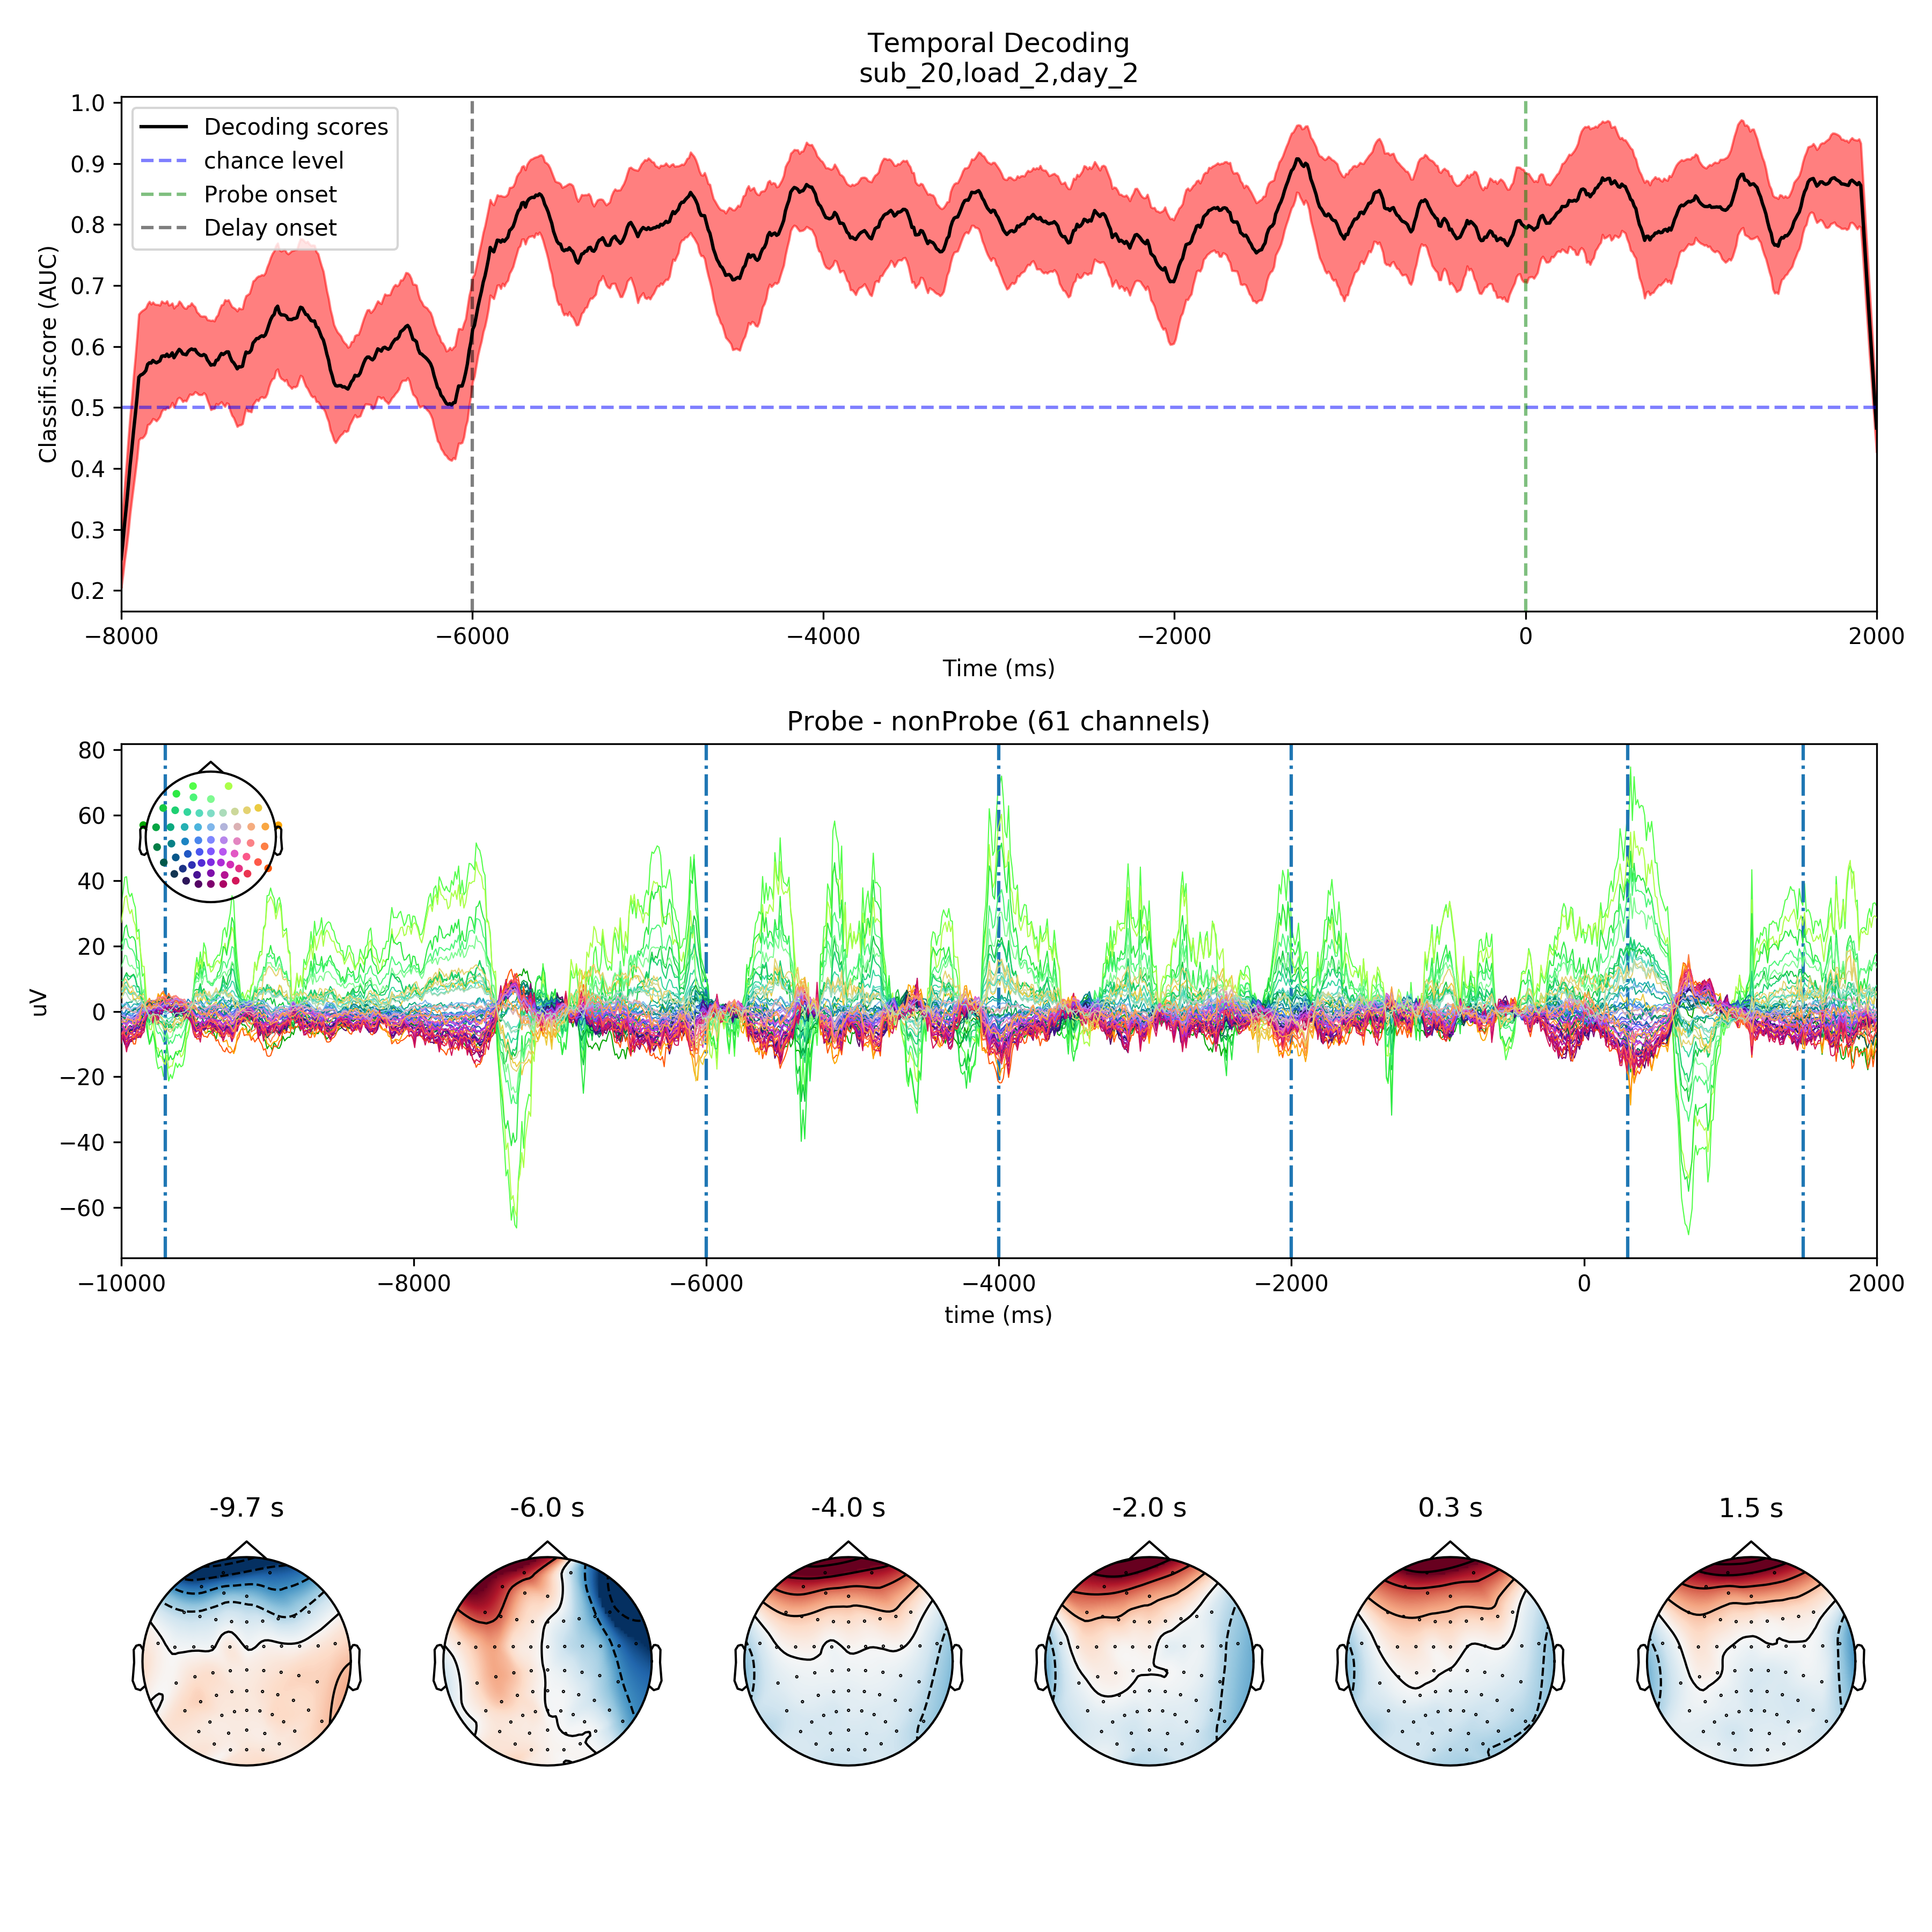 Temporal Decoding
sub_20,load_2,day_2
1.0
0.9
0.8
0.7
0.6
0.5
0.4
0.3
0.2
Classifi.score (AUC)
Decoding scores
chance level
Probe onset
Delay onset
−8000 −6000 −4000 −2000 0 2000
Time (ms)
Probe - nonProbe (61 channels)
80
60
40
20
0
−20
−40
−60
uV
−10000 −8000 −6000 −4000 −2000 0 2000
time (ms)
-9.7 s -6.0 s -4.0 s -2.0 s 0.3 s 1.5 s